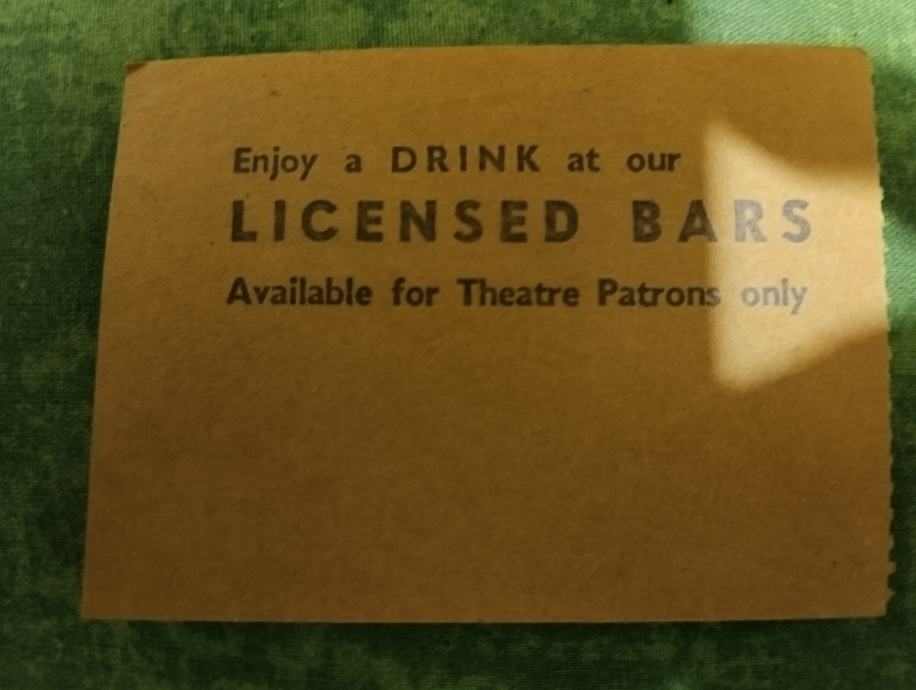 Enjoy a DRINK at our
LICENSED BARS
Available for Theatre Patrons only